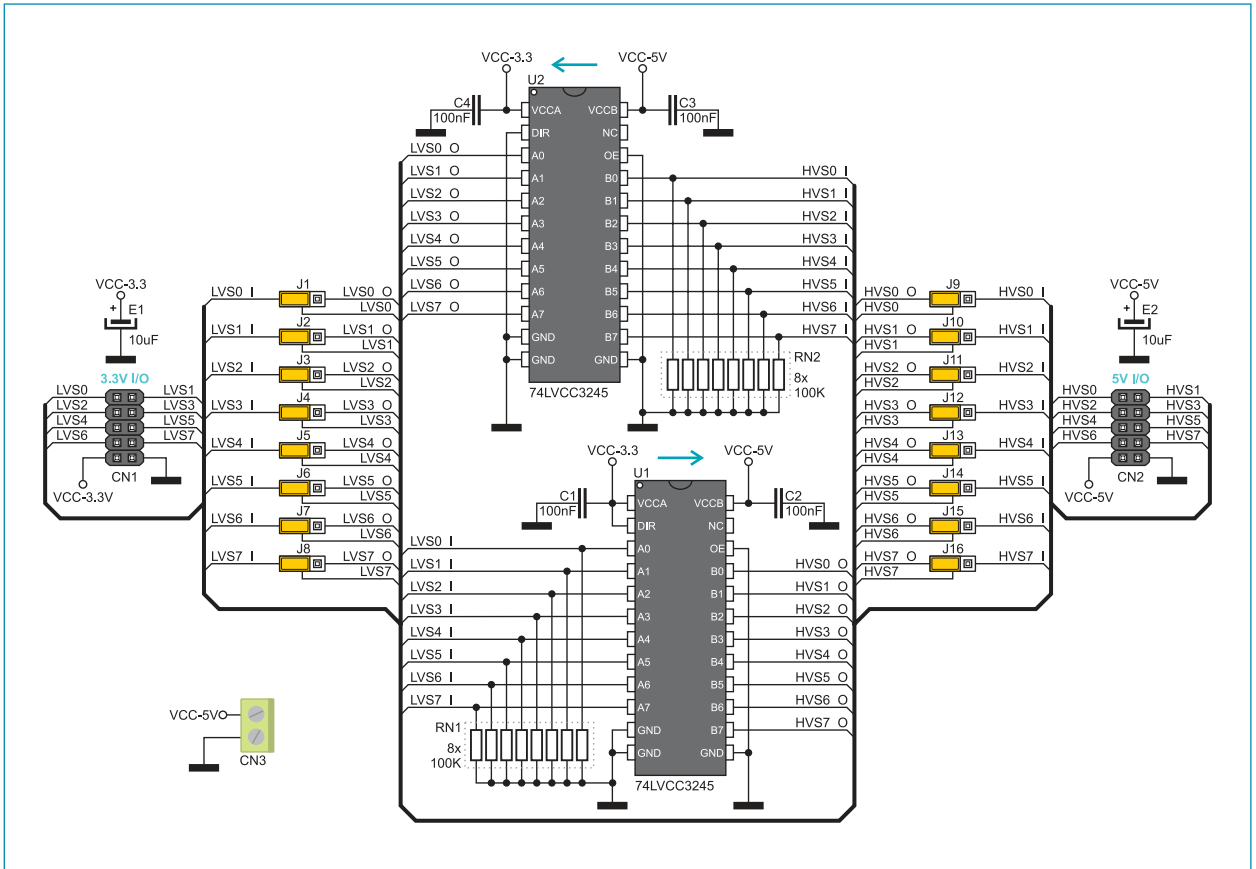 VCC-3.3
VCC-5V
U2
C4
100nF
C3
100nF
VCCA
VCCB
DIR
NC
A0
OE
A1
B0
A2
B1
A3
B2
A4
B3
A5
B4
A6
B5
A7
B6
GND
B7
GND
GND
74LVCC3245
LVS0 O
LVS1 O
LVS2 O
LVS3 O
LVS4 O
LVS5 O
LVS6 O
LVS7 O
HVS0 I
HVS1 I
HVS2 I
HVS3 I
HVS4 I
HVS5 I
HVS6 I
HVS7 I
RN2
8x
100K
VCC-3.3
+ E1
10uF
3.3V I/O
LVS0 LVS1
LVS2 LVS3
LVS4 LVS5
LVS6 LVS7
CN1
VCC-3.3V
LVS0 I J1 LVS0 O
LVS0
LVS1 I J2 LVS1 O
LVS1
LVS2 I J3 LVS2 O
LVS2
LVS3 I J4 LVS3 O
LVS3
LVS4 I J5 LVS4 O
LVS4
LVS5 I J6 LVS5 O
LVS5
LVS6 I J7 LVS6 O
LVS6
LVS7 I J8 LVS7 O
LVS7
HVS0 O J9 HVS0 I
HVS0
HVS1 O J10 HVS1 I
HVS1
HVS2 O J11 HVS2 I
HVS2
HVS3 O J12 HVS3 I
HVS3
HVS4 O J13 HVS4 I
HVS4
HVS5 O J14 HVS5 I
HVS5
HVS6 O J15 HVS6 I
HVS6
HVS7 O J16 HVS7 I
HVS7
VCC-5V
+ E2
10uF
5V I/O
HVS0 HVS1
HVS2 HVS3
HVS4 HVS5
HVS6 HVS7
CN2
VCC-5V
VCC-3.3
VCC-5V
U1
C1
100nF
C2
100nF
VCCA
VCCB
DIR
NC
A0
OE
A1
B0
A2
B1
A3
B2
A4
B3
A5
B4
A6
B5
A7
B6
GND
B7
GND
GND
74LVCC3245
LVS0 I
LVS1 I
LVS2 I
LVS3 I
LVS4 I
LVS5 I
LVS6 I
LVS7 I
HVS0 O
HVS1 O
HVS2 O
HVS3 O
HVS4 O
HVS5 O
HVS6 O
HVS7 O
RN1
8x
100K
VCC-5V
CN3